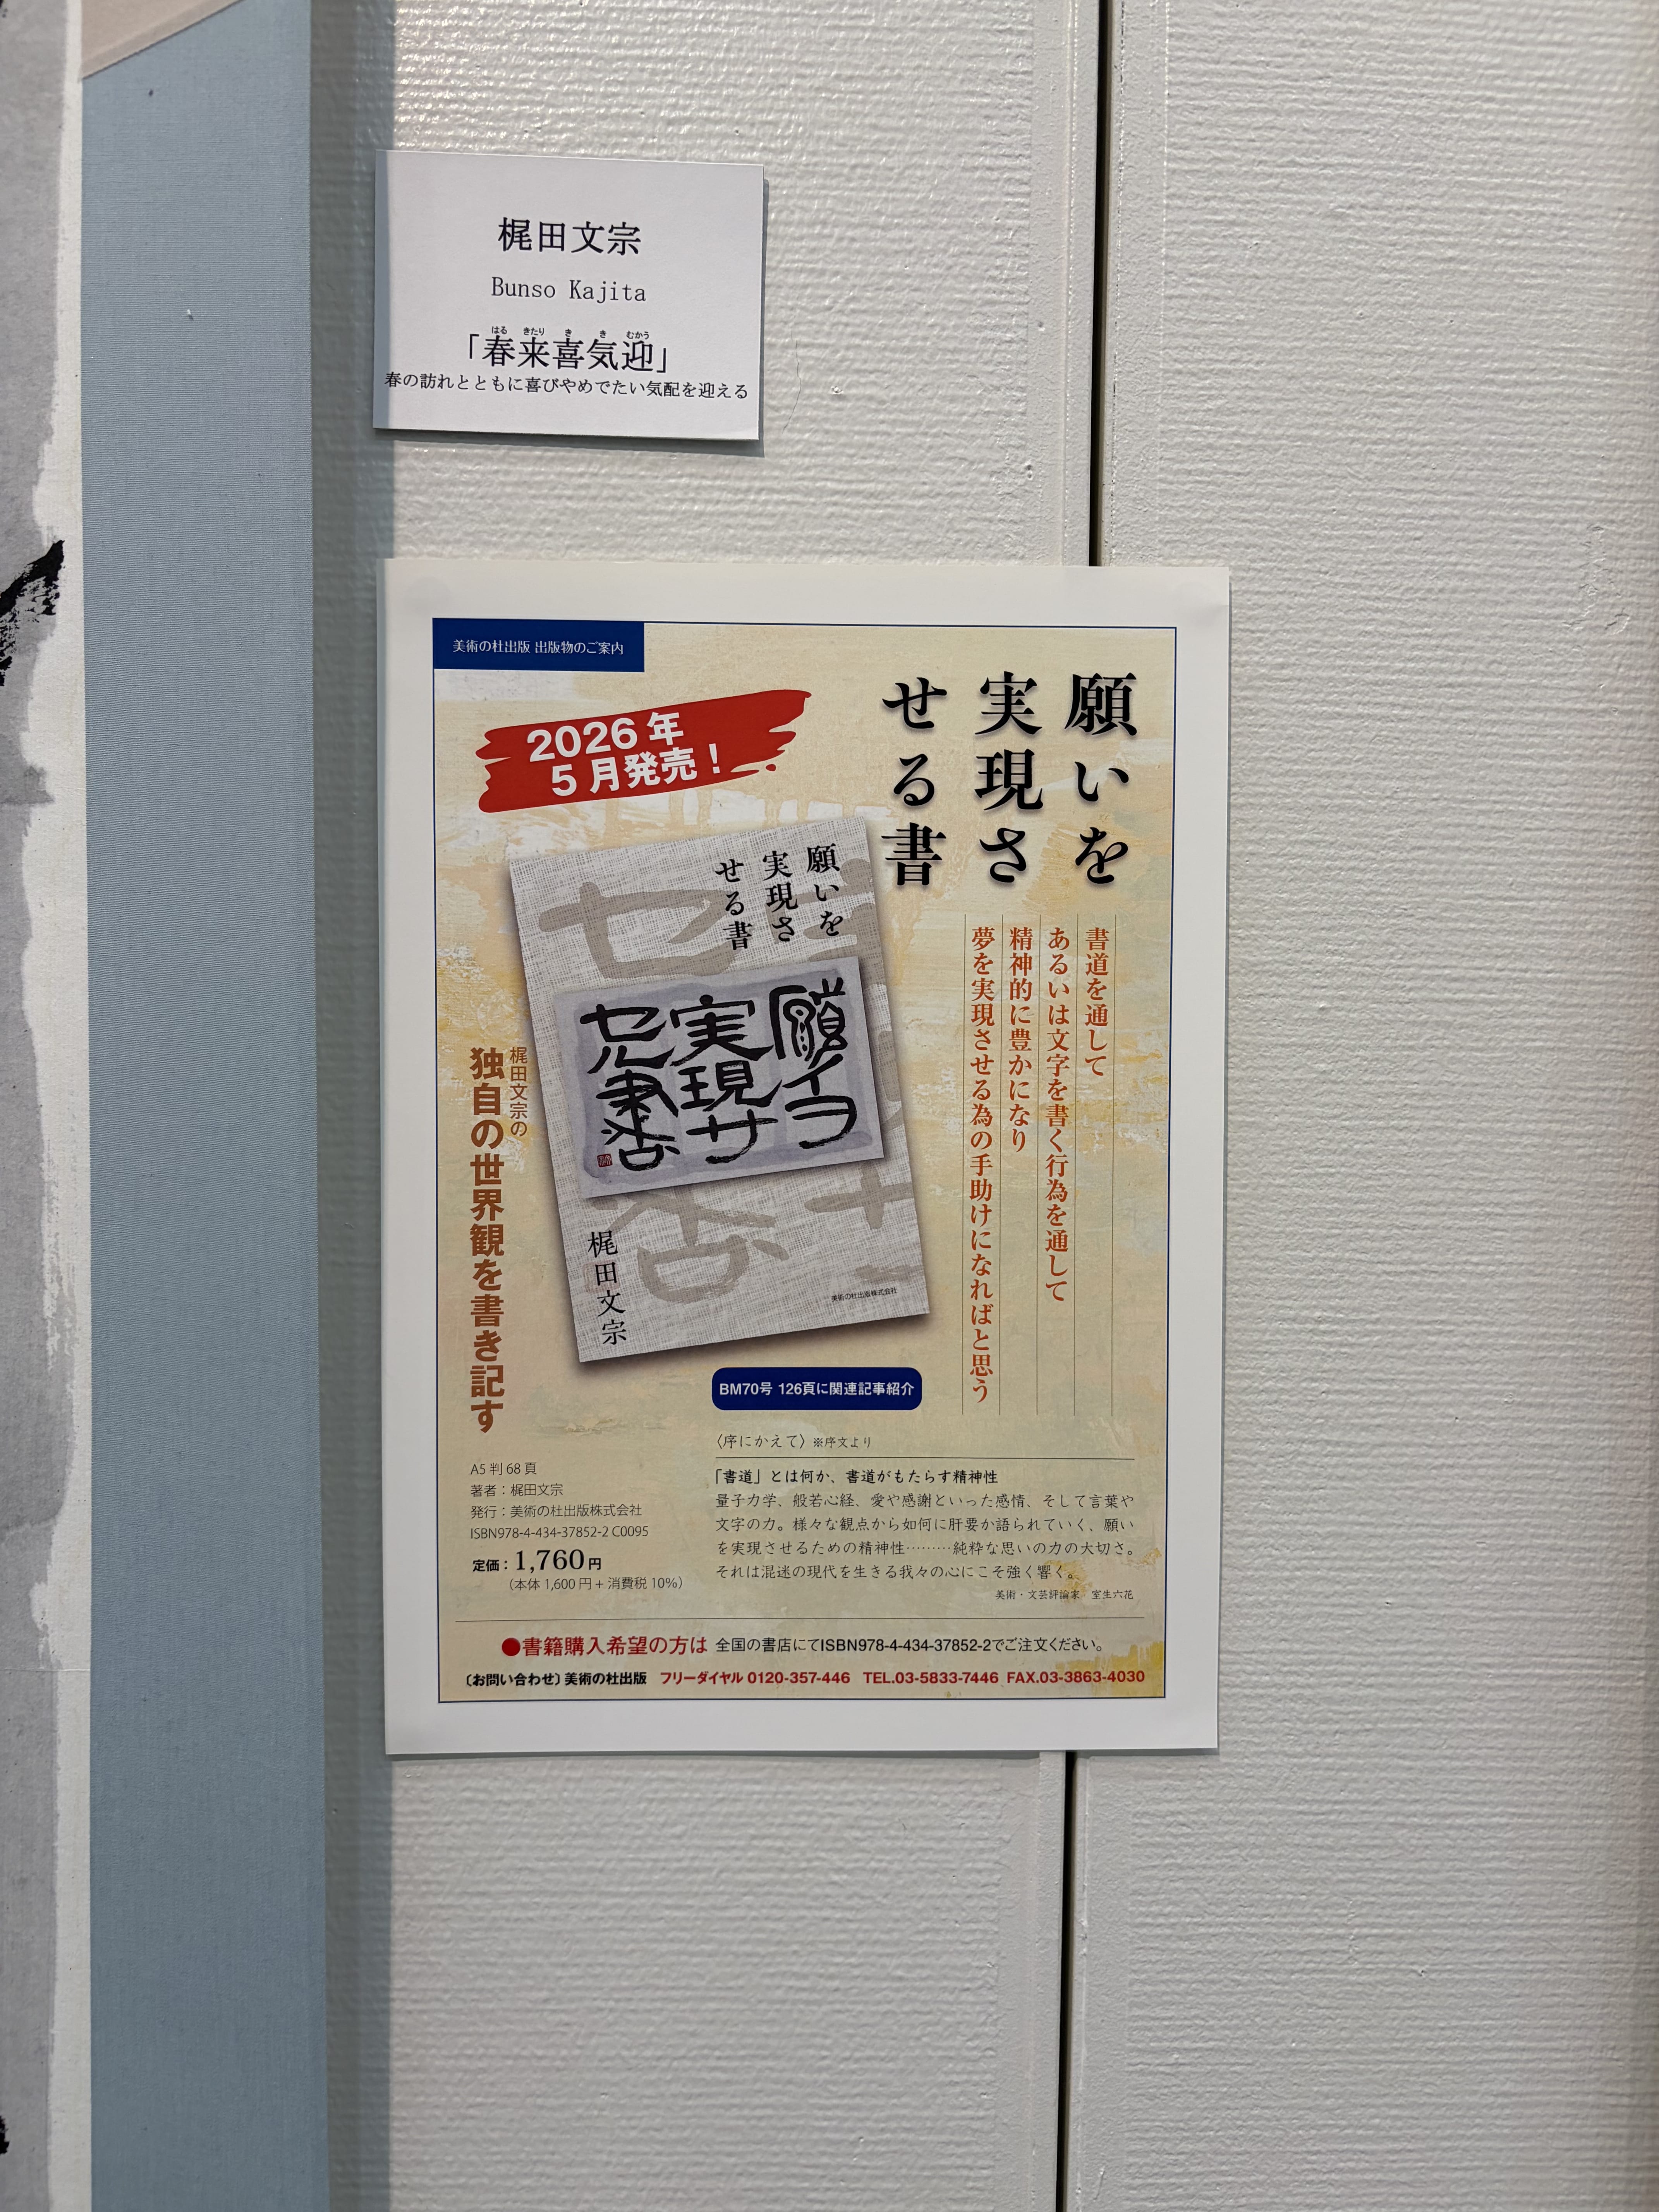 梶田文宗
Bunso Kajita
「春来喜気迎」
はる きたり き き むかう
春の訪れとともに喜びやめでたい気配を迎える
美術の杜出版 出版物のご案内
2026年
5月発売！
願いを
実現さ
せる書
書道を通して
あるいは文字を書く行為を通して
精神的に豊かになり
夢を実現させる為の手助けになればと思う
願いを
実現さ
せる書
願イヲ
実現サ
セル書
梶田文宗
美術の杜出版株式会社
梶田文宗の
独自の世界観を書き記す
BM70号 126頁に関連記事紹介
〈序にかえて〉※序文より
「書道」とは何か、書道がもたらす精神性
量子力学、般若心経、愛や感謝といった感情、そして言葉や
文字の力。様々な観点から如何に肝要か語られていく、願い
を実現させるための精神性………純粋な思いの力の大切さ。
それは混迷の現代を生きる我々の心にこそ強く響く。
美術・文芸評論家 室生六花
A5判68頁
著者：梶田文宗
発行：美術の杜出版株式会社
ISBN978-4-434-37852-2 C0095
定価：1,760円
（本体1,600円＋消費税10%）
●書籍購入希望の方は 全国の書店にてISBN978-4-434-37852-2でご注文ください。
〔お問い合わせ〕美術の杜出版 フリーダイヤル 0120-357-446 TEL.03-5833-7446 FAX.03-3863-4030